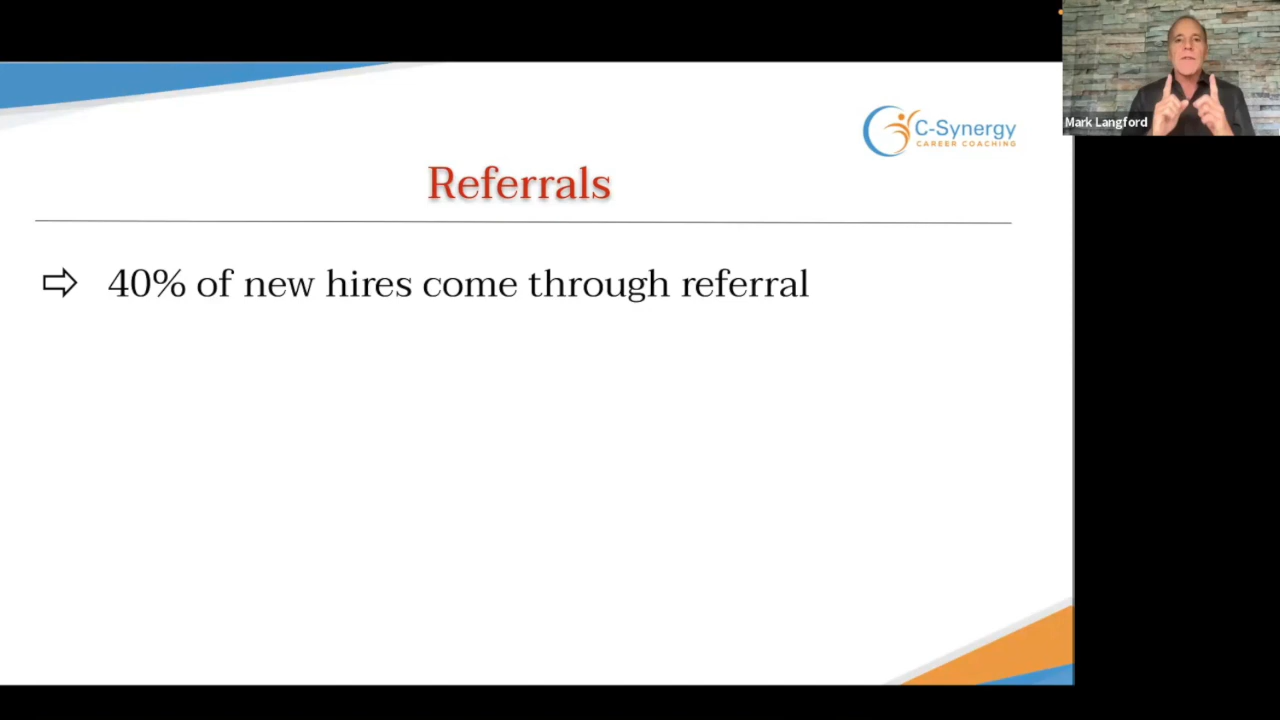 Mark Langford
C-Synergy
CAREER COACHING
Referrals
⇨ 40% of new hires come through referral